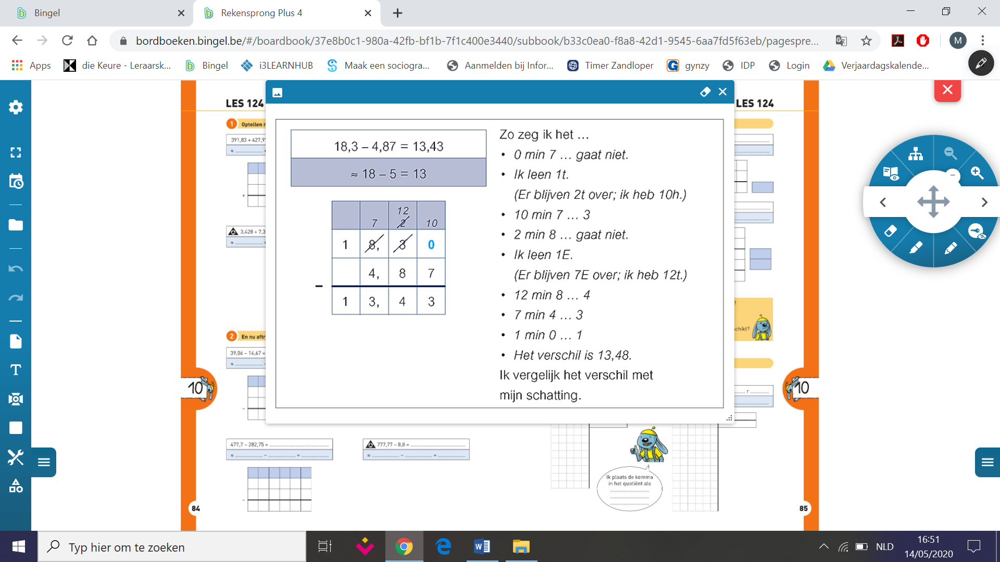 Bingel
Rekensprong Plus 4
bordboeken.bingel.be/#/boardbook/37e8b0c1-980a-42fb-bf1b-7f1c400e3440/subbook/b33c0ea0-f8a8-42d1-9545-6aa7fd5f63eb/pagespre...
M
Apps
die Keure - Leraarsk...
Bingel
i3LEARNHUB
Maak een sociogra...
Aanmelden bij Infor...
Timer Zandloper
gynzy
IDP
Login
Verjaardagskalende...
LES 124
LES 124
1 Optellen
391,83 + 427,9
≈
+
3,428 + 7,3
≈
2 En nu aftr
39,06 – 14,67 =
≈
–
18,3 – 4,87 = 13,43
≈ 18 – 5 = 13
12
7 2 10
1 8, 3 0
4, 8 7
–
1 3, 4 3
Zo zeg ik het …
• 0 min 7 … gaat niet.
• Ik leen 1t.
(Er blijven 2t over; ik heb 10h.)
• 10 min 7 … 3
• 2 min 8 … gaat niet.
• Ik leen 1E.
(Er blijven 7E over; ik heb 12t.)
• 12 min 8 … 4
• 7 min 4 … 3
• 1 min 0 … 1
• Het verschil is 13,48.
Ik vergelijk het verschil met
mijn schatting.
?
chikt?
r
10
10
477,7 – 282,75 =
≈ – =
–
777,77 – 8,8 =
≈ – =
Ik plaats de komma
in het quotiënt als
84
85
T
Typ hier om te zoeken
NLD
16:51
14/05/2020